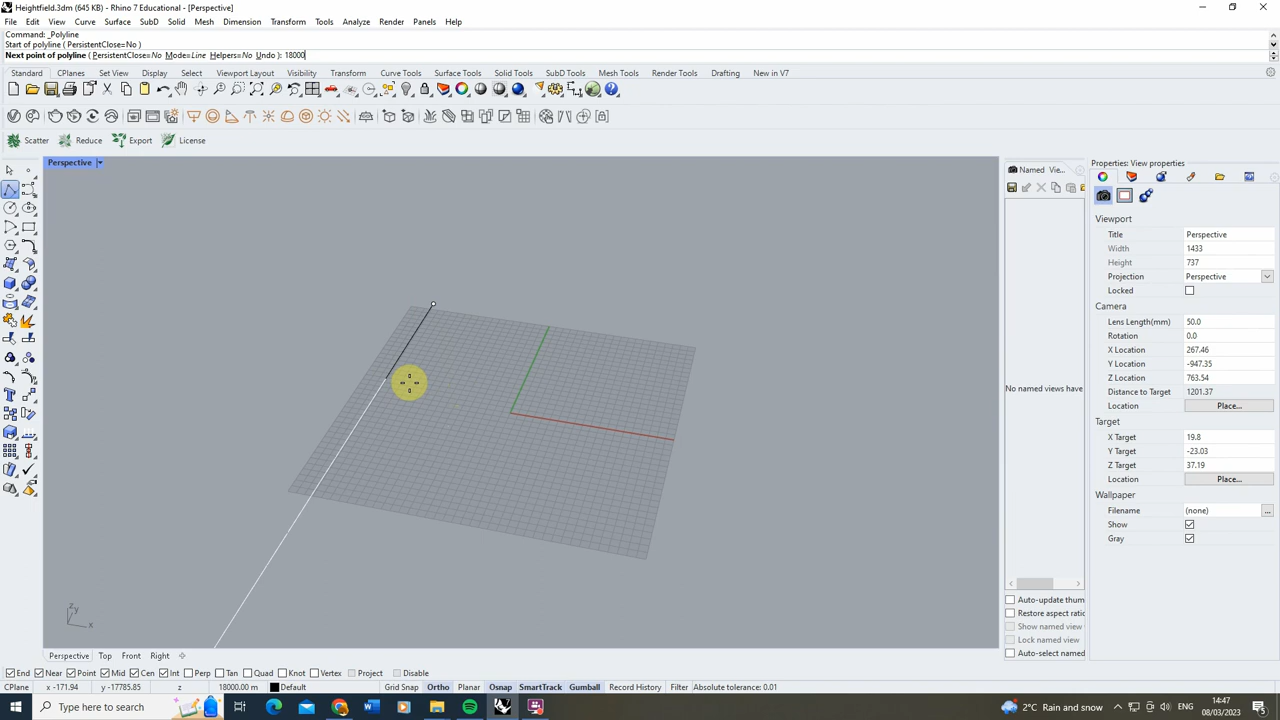 Heightfield.3dm (645 KB) - Rhino 7 Educational - [Perspective]
File Edit View Curve Surface SubD Solid Mesh Dimension Transform Tools Analyze Render Panels Help
Command: _Polyline
Start of polyline ( PersistentClose=No )
Next point of polyline ( PersistentClose=No Mode=Line Helpers=No Undo ): 18000
Standard CPlanes Set View Display Select Viewport Layout Visibility Transform Curve Tools Surface Tools Solid Tools SubD Tools Mesh Tools Render Tools Drafting New in V7
Scatter Reduce Export License
Perspective
Named Vie...
Properties: View properties
Viewport
Title Perspective
Width 1433
Height 737
Projection Perspective
Locked
Camera
Lens Length(mm) 50.0
Rotation 0.0
X Location 267.46
Y Location -947.35
Z Location 763.54
Distance to Target 1201.37
Location Place...
Target
X Target 19.8
Y Target -23.03
Z Target 37.19
Location Place...
Wallpaper
Filename (none) ...
Show
Gray
No named views have
Auto-update thum
Restore aspect ratio
Show named view
Lock named view
Auto-select named
z y x
Perspective Top Front Right
End Near Point Mid Cen Int Perp Tan Quad Knot Vertex Project Disable
CPlane x -171.94 y -17785.85 z 18000.00 m Default Grid Snap Ortho Planar Osnap SmartTrack Gumball Record History Filter Absolute tolerance: 0.01
Type here to search
2°C Rain and snow
14:47
08/03/2023